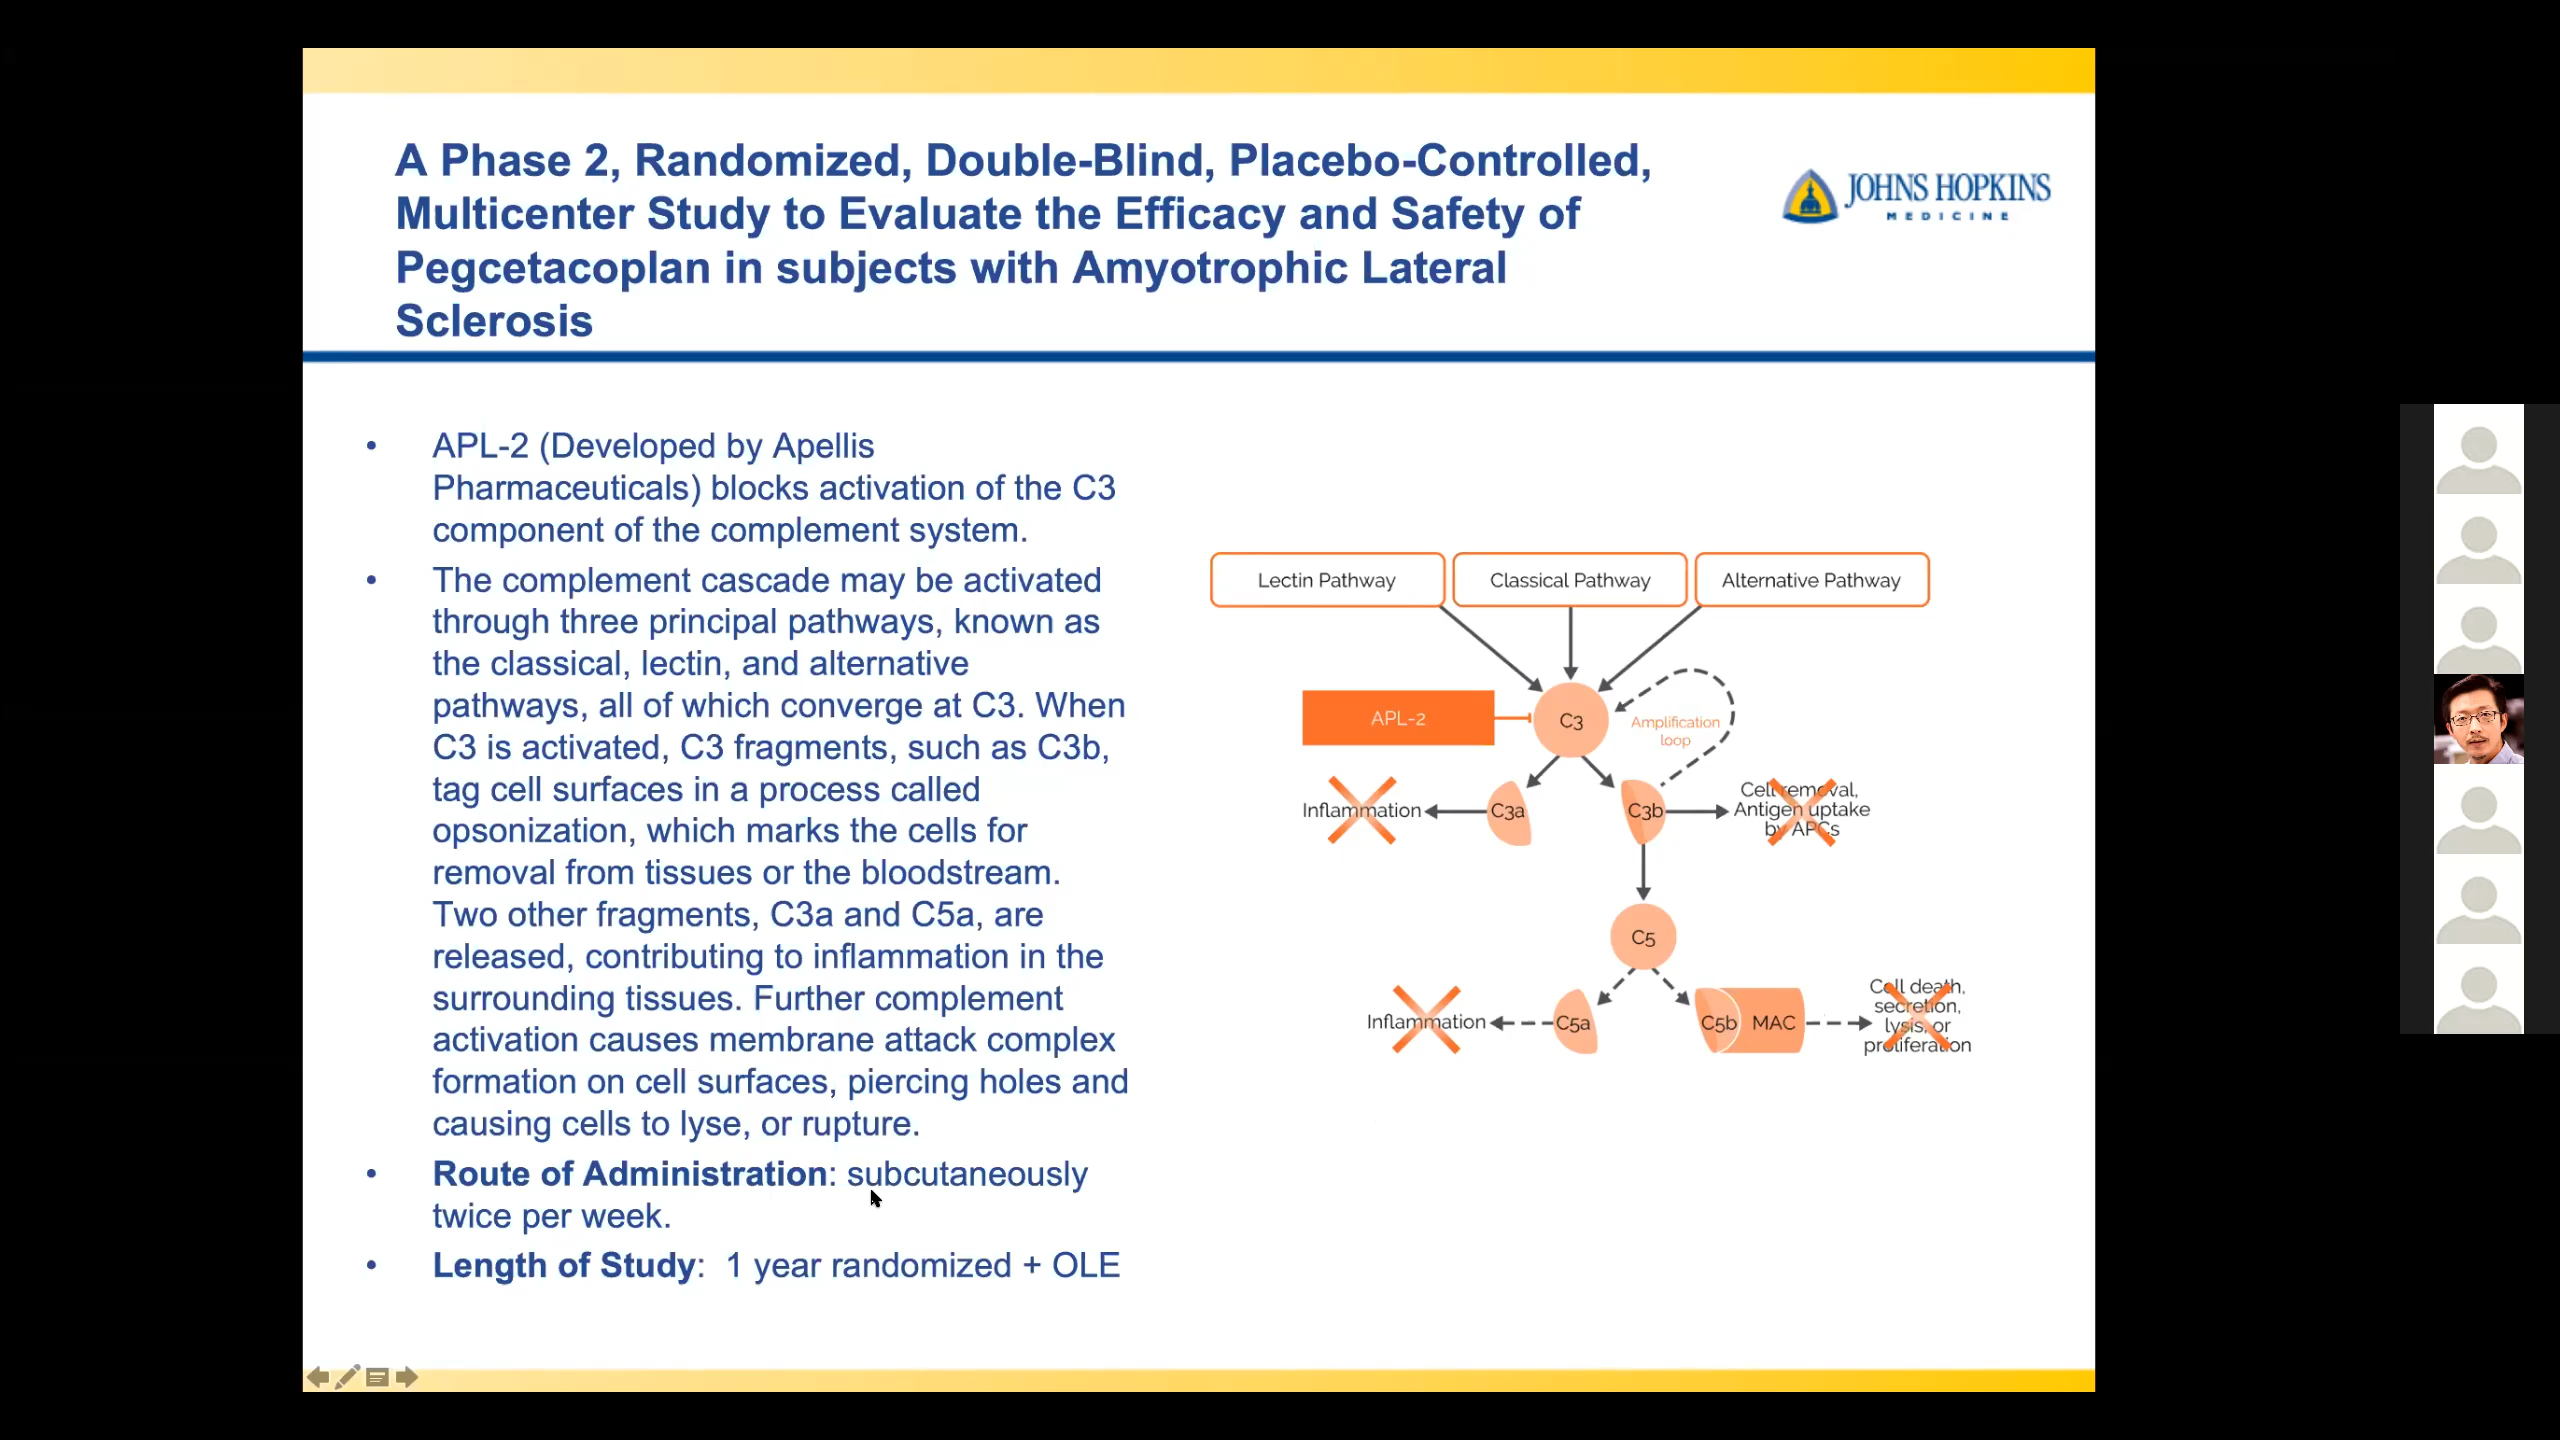 A Phase 2, Randomized, Double-Blind, Placebo-Controlled,
Multicenter Study to Evaluate the Efficacy and Safety of
Pegcetacoplan in subjects with Amyotrophic Lateral
Sclerosis
JOHNS HOPKINS
MEDICINE
• APL-2 (Developed by Apellis
Pharmaceuticals) blocks activation of the C3
component of the complement system.
• The complement cascade may be activated
through three principal pathways, known as
the classical, lectin, and alternative
pathways, all of which converge at C3. When
C3 is activated, C3 fragments, such as C3b,
tag cell surfaces in a process called
opsonization, which marks the cells for
removal from tissues or the bloodstream.
Two other fragments, C3a and C5a, are
released, contributing to inflammation in the
surrounding tissues. Further complement
activation causes membrane attack complex
formation on cell surfaces, piercing holes and
causing cells to lyse, or rupture.
• Route of Administration: subcutaneously
twice per week.
• Length of Study: 1 year randomized + OLE
Lectin Pathway
Classical Pathway
Alternative Pathway
APL-2
C3
Amplification
loop
Inflammation
C3a
C3b
Cell removal,
Antigen uptake
by APCs
C5
Inflammation
C5a
C5b
MAC
Cell death,
secretion,
lysis, or
proliferation